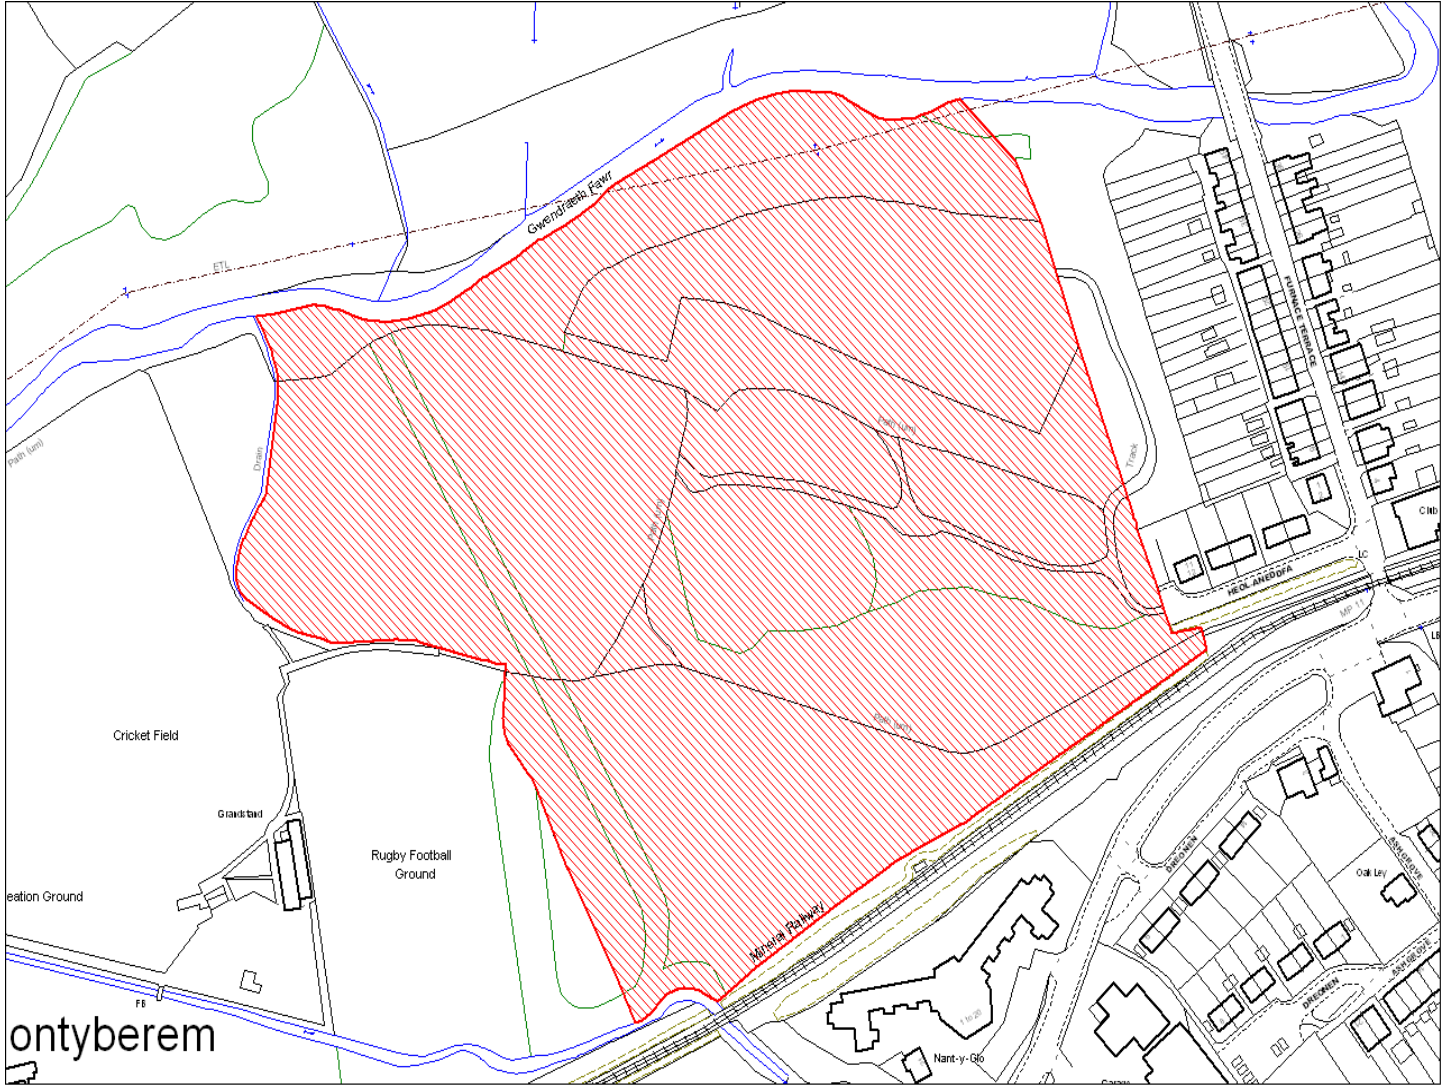 Gwendraeth Fawr
ETL
Path (um)
Drain
Path (um)
Path (um)
Track
FURNACE TERRACE
Club
LC
HEOL ANEDDFA
MP 11
LB
Path (um)
Cricket Field
Grandstand
Rugby Football
Ground
eation Ground
Mineral Railway
DREONEN
ASHGROVE
Oak Ley
ASHGROVE
DREONEN
FB
ontyberem
1 to 20
Nant-y-Glo
Garage